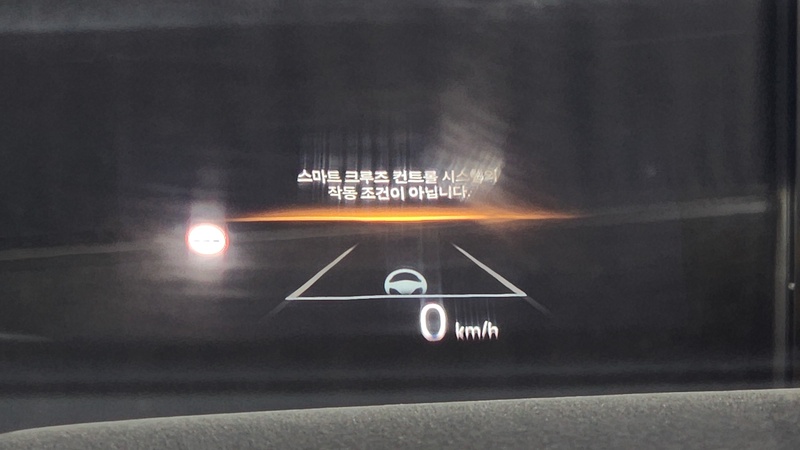 스마트 크루즈 컨트롤 시스템의
작동 조건이 아닙니다.
0 km/h